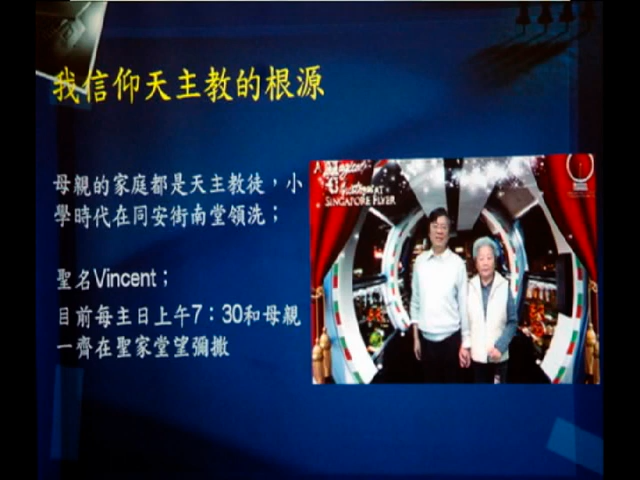 我信仰天主教的根源
母親的家庭都是天主教徒，小
學時代在同安街南堂領洗；
聖名Vincent；
目前每主日上午7：30和母親
一齊在聖家堂望彌撒
A Magical
Christmas AT
SINGAPORE FLYER